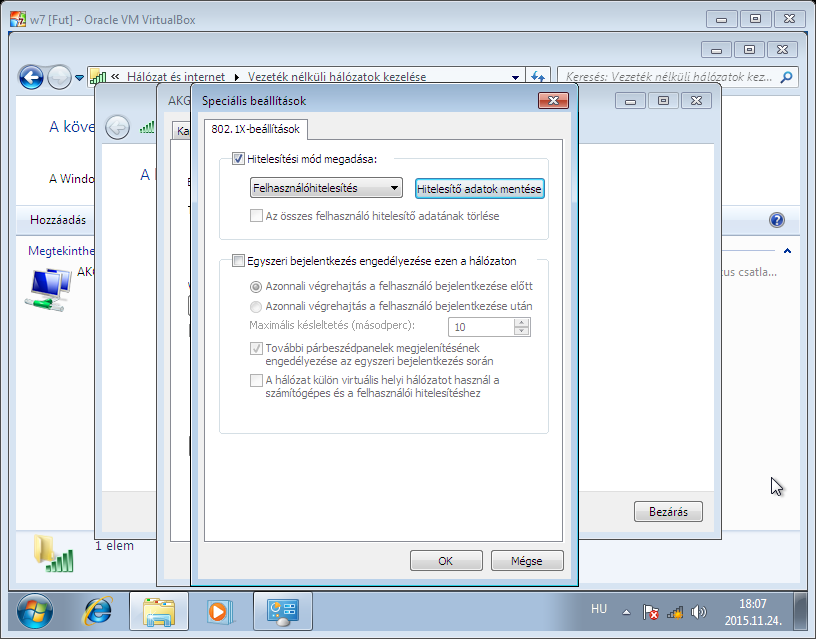 w7 [Fut] - Oracle VM VirtualBox
« Hálózat és internet ▸ Vezeték nélküli hálózatok kezelése
Keresés: Vezeték nélküli hálózatok kez...
AKG
Speciális beállítások
Ka
802.1X-beállítások
A köve
A
A Windo
Hozzáadás
Megtekinthe
AKG
tus csatla...
Hitelesítési mód megadása:
Felhasználóhitelesítés
Hitelesítő adatok mentése
Az összes felhasználó hitelesítő adatának törlése
Egyszeri bejelentkezés engedélyezése ezen a hálózaton
Azonnali végrehajtás a felhasználó bejelentkezése előtt
Azonnali végrehajtás a felhasználó bejelentkezése után
Maximális késleltetés (másodperc):
10
További párbeszédpanelek megjelenítésének
engedélyezése az egyszeri bejelentkezés során
A hálózat külön virtuális helyi hálózatot használ a
számítógépes és a felhasználói hitelesítéshez
Bezárás
1 elem
OK
Mégse
HU
18:07
2015.11.24.